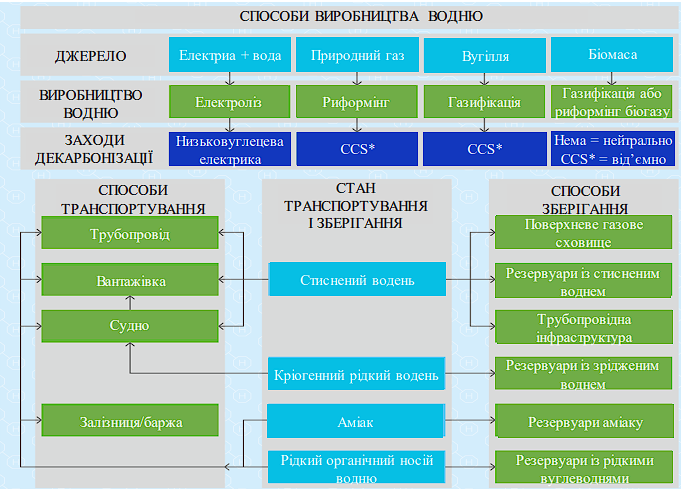 СПОСОБИ ВИРОБНИЦТВА ВОДНЮ
ДЖЕРЕЛО
Електриа + вода
Природний газ
Вугілля
Біомаса
ВИРОБНИЦТВО
ВОДНЮ
Електроліз
Риформінг
Газифікація
Газифікація або
риформінг біогазу
ЗАХОДИ
ДЕКАРБОНІЗАЦІЇ
Низьковуглецева
електрика
CCS*
CCS*
Нема = нейтрально
CCS* = від’ємно
СПОСОБИ
ТРАНСПОРТУВАННЯ
СТАН
ТРАНСПОРТУВАННЯ
І ЗБЕРІГАННЯ
СПОСОБИ
ЗБЕРІГАННЯ
Трубопровід
Поверхневе газове
сховище
Вантажівка
Стиснений водень
Резервуари із стисненим
воднем
Судно
Трубопровідна
інфраструктура
Кріогенний рідкий водень
Резервуари із зрідженим
воднем
Залізниця/баржа
Аміак
Резервуари аміаку
Рідкий органічний носій
водню
Резервуари із рідкими
вуглеводнями